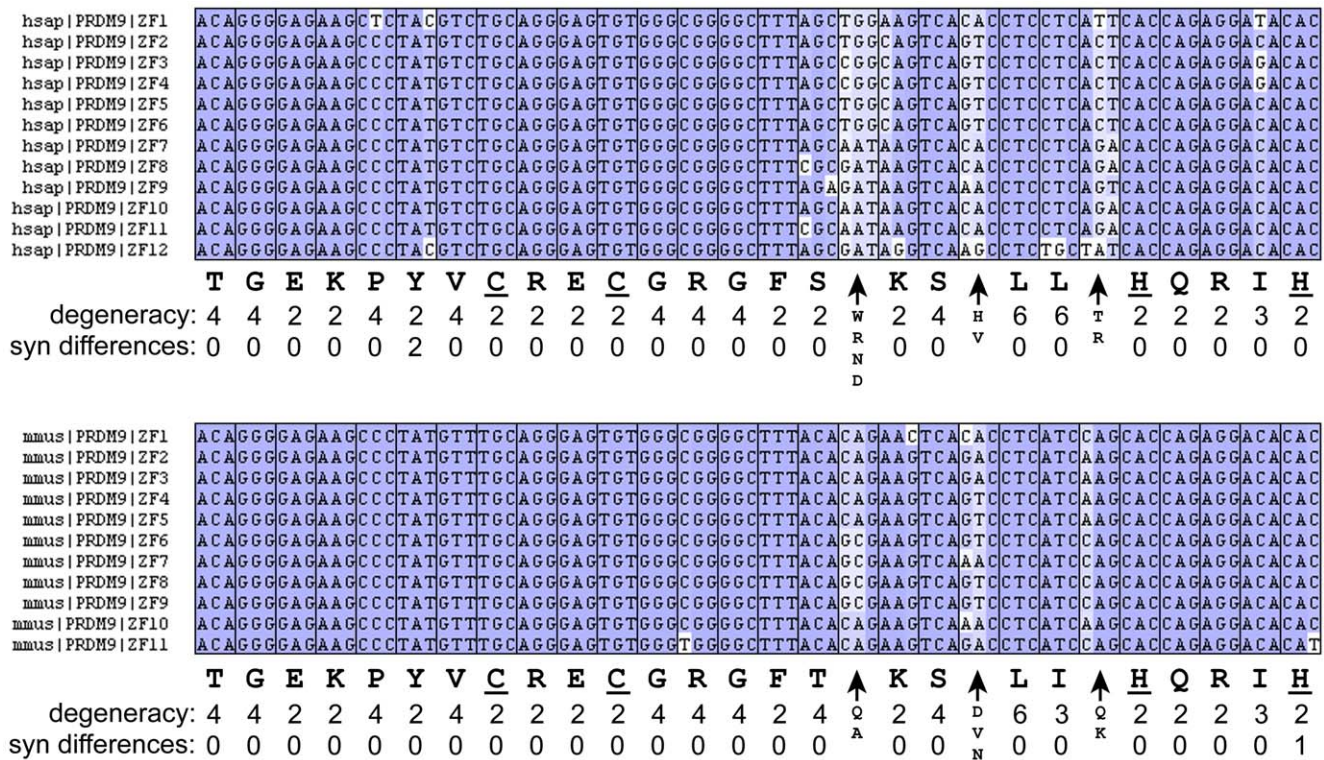 hsap|PRDM9|ZF1 ACAGGGGAGAAGCTCTACGTCTGCAGGGAGTGTGGGCGGGGCTTTAGCTGGAAGTCACACCTCCTCATTCACCAGAGGATACAC
hsap|PRDM9|ZF2 ACAGGGGAGAAGCCCTATGTCTGCAGGGAGTGTGGGCGGGGCTTTAGCTGGCAGTCAGTCCTCCTCACTCACCAGAGGACACAC
hsap|PRDM9|ZF3 ACAGGGGAGAAGCCCTATGTCTGCAGGGAGTGTGGGCGGGGCTTTAGCCGGCAGTCAGTCCTCCTCACTCACCAGAGGAGACAC
hsap|PRDM9|ZF4 ACAGGGGAGAAGCCCTATGTCTGCAGGGAGTGTGGGCGGGGCTTTAGCCGGCAGTCAGTCCTCCTCACTCACCAGAGGAGACAC
hsap|PRDM9|ZF5 ACAGGGGAGAAGCCCTATGTCTGCAGGGAGTGTGGGCGGGGCTTTAGCTGGCAGTCAGTCCTCCTCACTCACCAGAGGACACAC
hsap|PRDM9|ZF6 ACAGGGGAGAAGCCCTATGTCTGCAGGGAGTGTGGGCGGGGCTTTAGCTGGCAGTCAGTCCTCCTCACTCACCAGAGGACACAC
hsap|PRDM9|ZF7 ACAGGGGAGAAGCCCTATGTCTGCAGGGAGTGTGGGCGGGGCTTTAGCAATAAGTCACACCTCCTCAGACACCAGAGGACACAC
hsap|PRDM9|ZF8 ACAGGGGAGAAGCCCTATGTCTGCAGGGAGTGTGGGCGGGGCTTTCGCGATAAGTCACACCTCCTCAGACACCAGAGGACACAC
hsap|PRDM9|ZF9 ACAGGGGAGAAGCCCTATGTCTGCAGGGAGTGTGGGCGGGGCTTTAGAGATAAGTCAAACCTCCTCAGTCACCAGAGGACACAC
hsap|PRDM9|ZF10 ACAGGGGAGAAGCCCTATGTCTGCAGGGAGTGTGGGCGGGGCTTTAGCAATAAGTCACACCTCCTCAGACACCAGAGGACACAC
hsap|PRDM9|ZF11 ACAGGGGAGAAGCCCTATGTCTGCAGGGAGTGTGGGCGGGGCTTTCGCAATAAGTCACACCTCCTCAGACACCAGAGGACACAC
hsap|PRDM9|ZF12 ACAGGGGAGAAGCCCTACGTCTGCAGGGAGTGTGGGCGGGGCTTTAGCGATAGGTCAAGCCTCTGCTATCACCAGAGGACACAC
T G E K P Y V C R E C G R G F S K S L L H Q R I H
degeneracy: 4 4 2 2 4 2 4 2 2 2 2 4 4 4 2 2 W 2 4 H 6 6 T 2 2 2 3 2
R V R
syn differences: 0 0 0 0 0 2 0 0 0 0 0 0 0 0 0 0 0 0 0 0 0 0 0 0 0
N
D
mmus|PRDM9|ZF1 ACAGGGGAGAAGCCCTATGTTTGCAGGGAGTGTGGGCGGGGCTTTACACAGAACTCACACCTCATCCAGCACCAGAGGACACAC
mmus|PRDM9|ZF2 ACAGGGGAGAAGCCCTATGTTTGCAGGGAGTGTGGGCGGGGCTTTACACAGAAGTCAGACCTCATCAAGCACCAGAGGACACAC
mmus|PRDM9|ZF3 ACAGGGGAGAAGCCCTATGTTTGCAGGGAGTGTGGGCGGGGCTTTACACAGAAGTCAGACCTCATCAAGCACCAGAGGACACAC
mmus|PRDM9|ZF4 ACAGGGGAGAAGCCCTATGTTTGCAGGGAGTGTGGGCGGGGCTTTACACAGAAGTCAGTCCTCATCAAGCACCAGAGGACACAC
mmus|PRDM9|ZF5 ACAGGGGAGAAGCCCTATGTTTGCAGGGAGTGTGGGCGGGGCTTTACACAGAAGTCAGTCCTCATCAAGCACCAGAGGACACAC
mmus|PRDM9|ZF6 ACAGGGGAGAAGCCCTATGTTTGCAGGGAGTGTGGGCGGGGCTTTACAGCGAAGTCAGTCCTCATCCAGCACCAGAGGACACAC
mmus|PRDM9|ZF7 ACAGGGGAGAAGCCCTATGTTTGCAGGGAGTGTGGGCGGGGCTTTACAGCGAAGTCAAACCTCATCCAGCACCAGAGGACACAC
mmus|PRDM9|ZF8 ACAGGGGAGAAGCCCTATGTTTGCAGGGAGTGTGGGCGGGGCTTTACAGCGAAGTCAGTCCTCATCCAGCACCAGAGGACACAC
mmus|PRDM9|ZF9 ACAGGGGAGAAGCCCTATGTTTGCAGGGAGTGTGGGCGGGGCTTTACAGCGAAGTCAGTCCTCATCCAGCACCAGAGGACACAC
mmus|PRDM9|ZF10 ACAGGGGAGAAGCCCTATGTTTGCAGGGAGTGTGGGCGGGGCTTTACACAGAAGTCAAACCTCATCAAGCACCAGAGGACACAC
mmus|PRDM9|ZF11 ACAGGGGAGAAGCCCTATGTTTGCAGGGAGTGTGGGTGGGGCTTTACACAGAAGTCAGACCTCATCCAGCACCAGAGGACACAT
T G E K P Y V C R E C G R G F T K S L I H Q R I H
degeneracy: 4 4 2 2 4 2 4 2 2 2 2 4 4 4 2 4 Q 2 4 D 6 3 Q 2 2 2 3 2
A V K
syn differences: 0 0 0 0 0 0 0 0 0 0 0 0 0 0 0 0 0 0 0 0 0 0 0 0 1
N